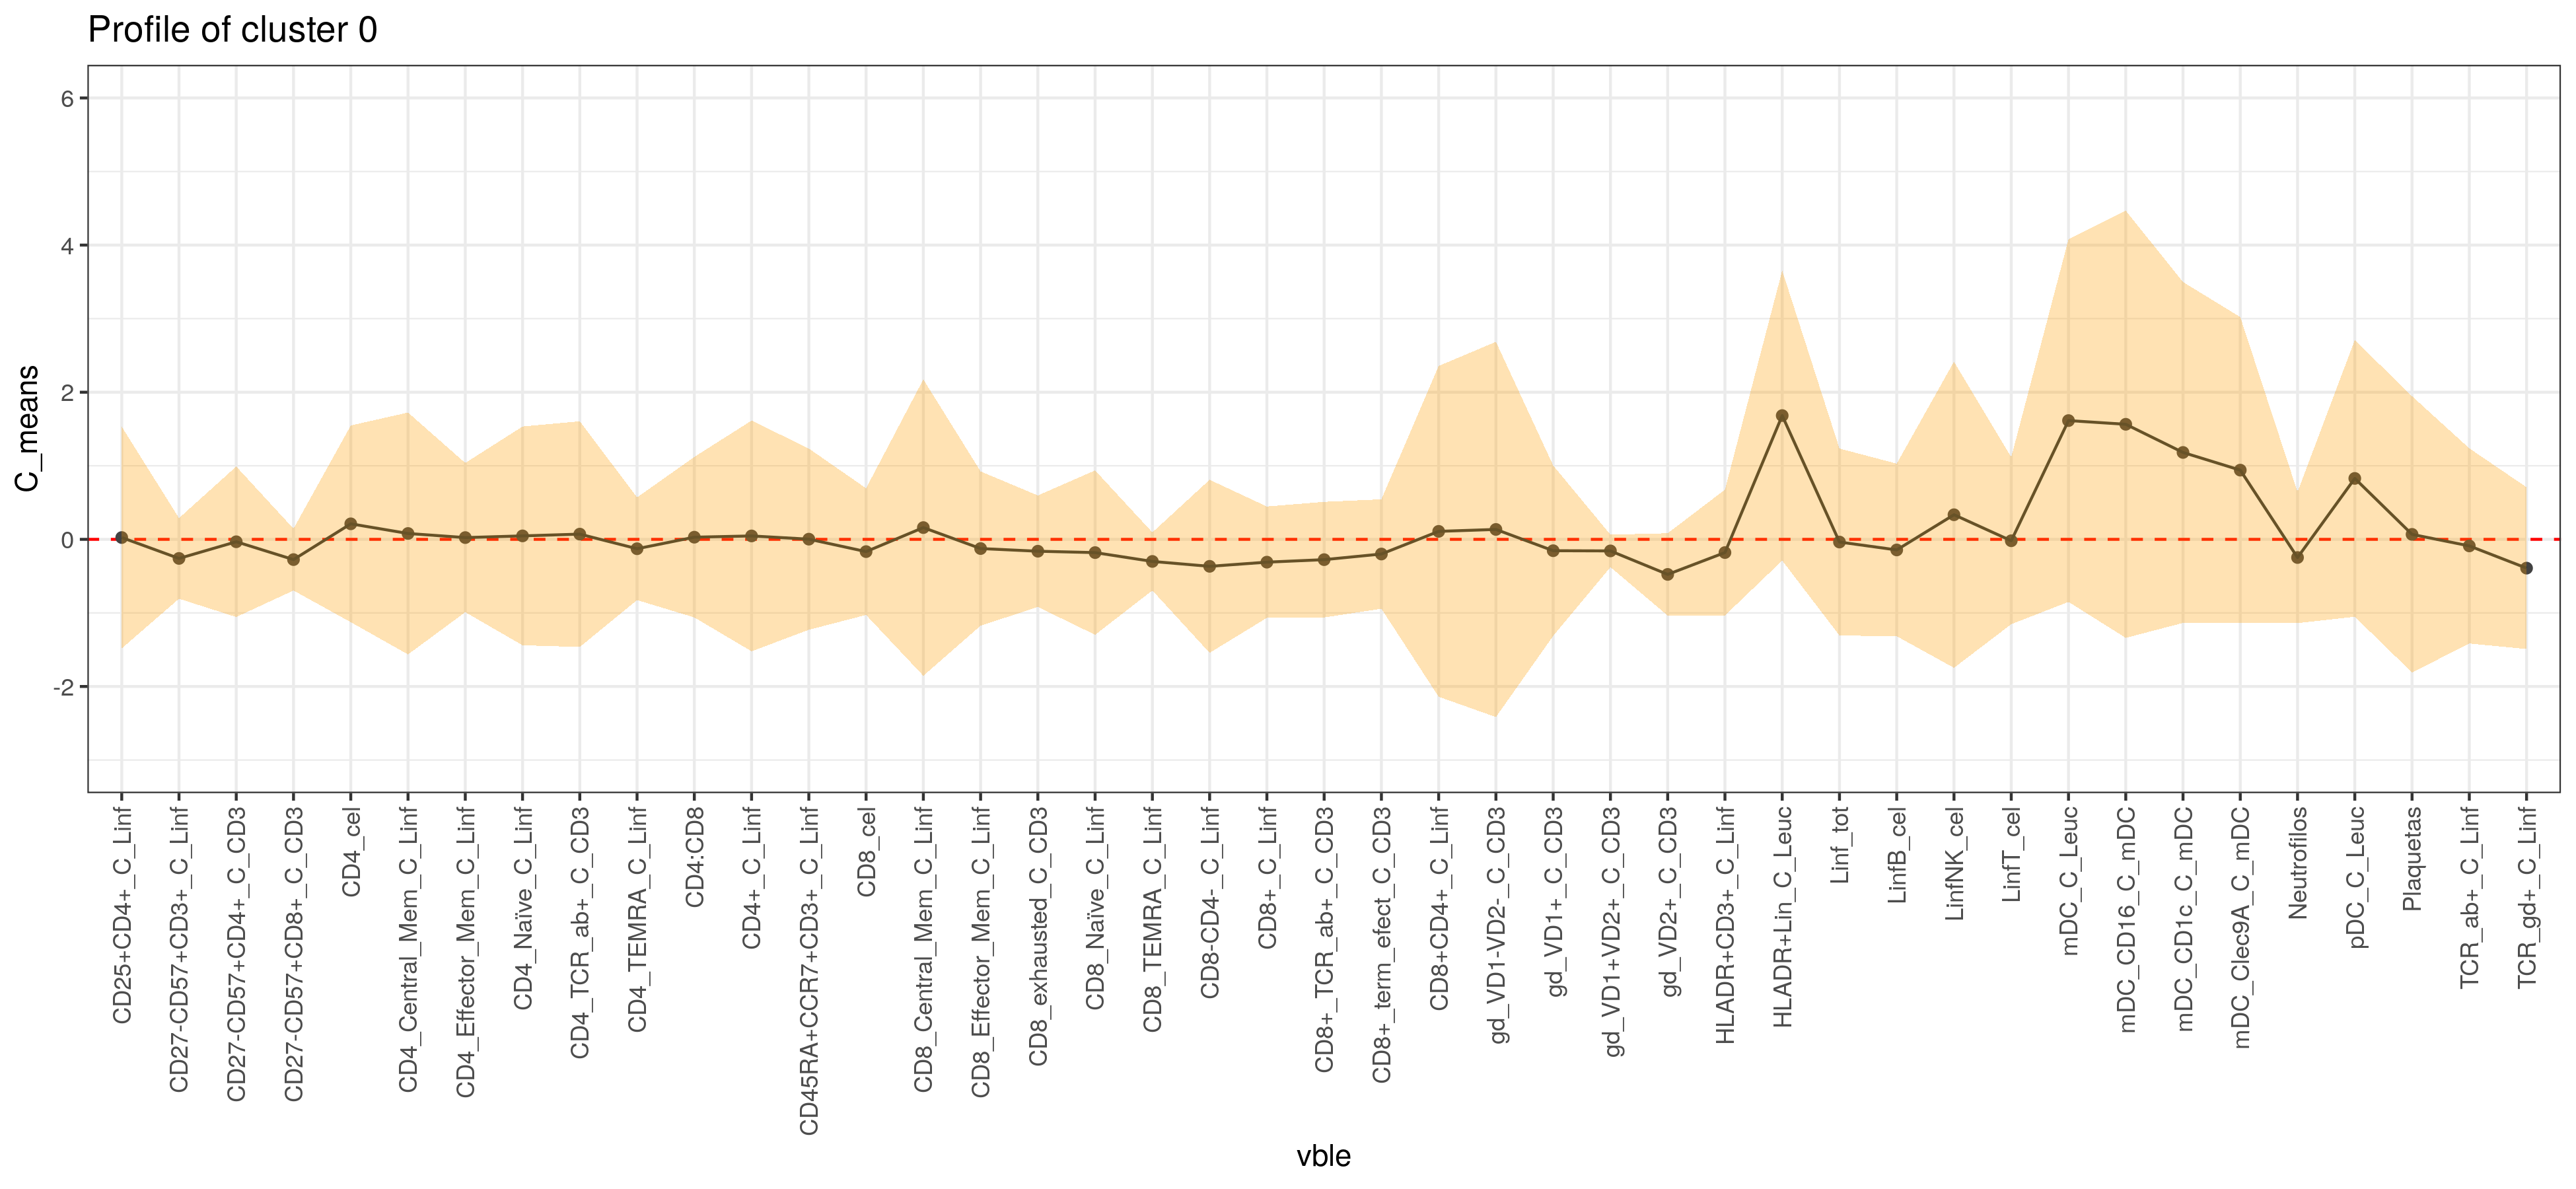 Profile of cluster 0
C_means
6
4
2
0
-2
CD25+CD4+_C_Linf
CD27-CD57+CD3+_C_Linf
CD27-CD57+CD4+_C_CD3
CD27-CD57+CD8+_C_CD3
CD4_cel
CD4_Central_Mem_C_Linf
CD4_Effector_Mem_C_Linf
CD4_Naïve_C_Linf
CD4_TCR_ab+_C_CD3
CD4_TEMRA_C_Linf
CD4:CD8
CD4+_C_Linf
CD45RA+CCR7+CD3+_C_Linf
CD8_cel
CD8_Central_Mem_C_Linf
CD8_Effector_Mem_C_Linf
CD8_exhausted_C_CD3
CD8_Naïve_C_Linf
CD8_TEMRA_C_Linf
CD8-CD4-_C_Linf
CD8+_C_Linf
CD8+_TCR_ab+_C_CD3
CD8+_term_efect_C_CD3
CD8+CD4+_C_Linf
gd_VD1-VD2-_C_CD3
gd_VD1+_C_CD3
gd_VD1+VD2+_C_CD3
gd_VD2+_C_CD3
HLADR+CD3+_C_Linf
HLADR+Lin_C_Leuc
Linf_tot
LinfB_cel
LinfNK_cel
LinfT_cel
mDC_C_Leuc
mDC_CD16_C_mDC
mDC_CD1c_C_mDC
mDC_Clec9A_C_mDC
Neutrofilos
pDC_C_Leuc
Plaquetas
TCR_ab+_C_Linf
TCR_gd+_C_Linf
vble